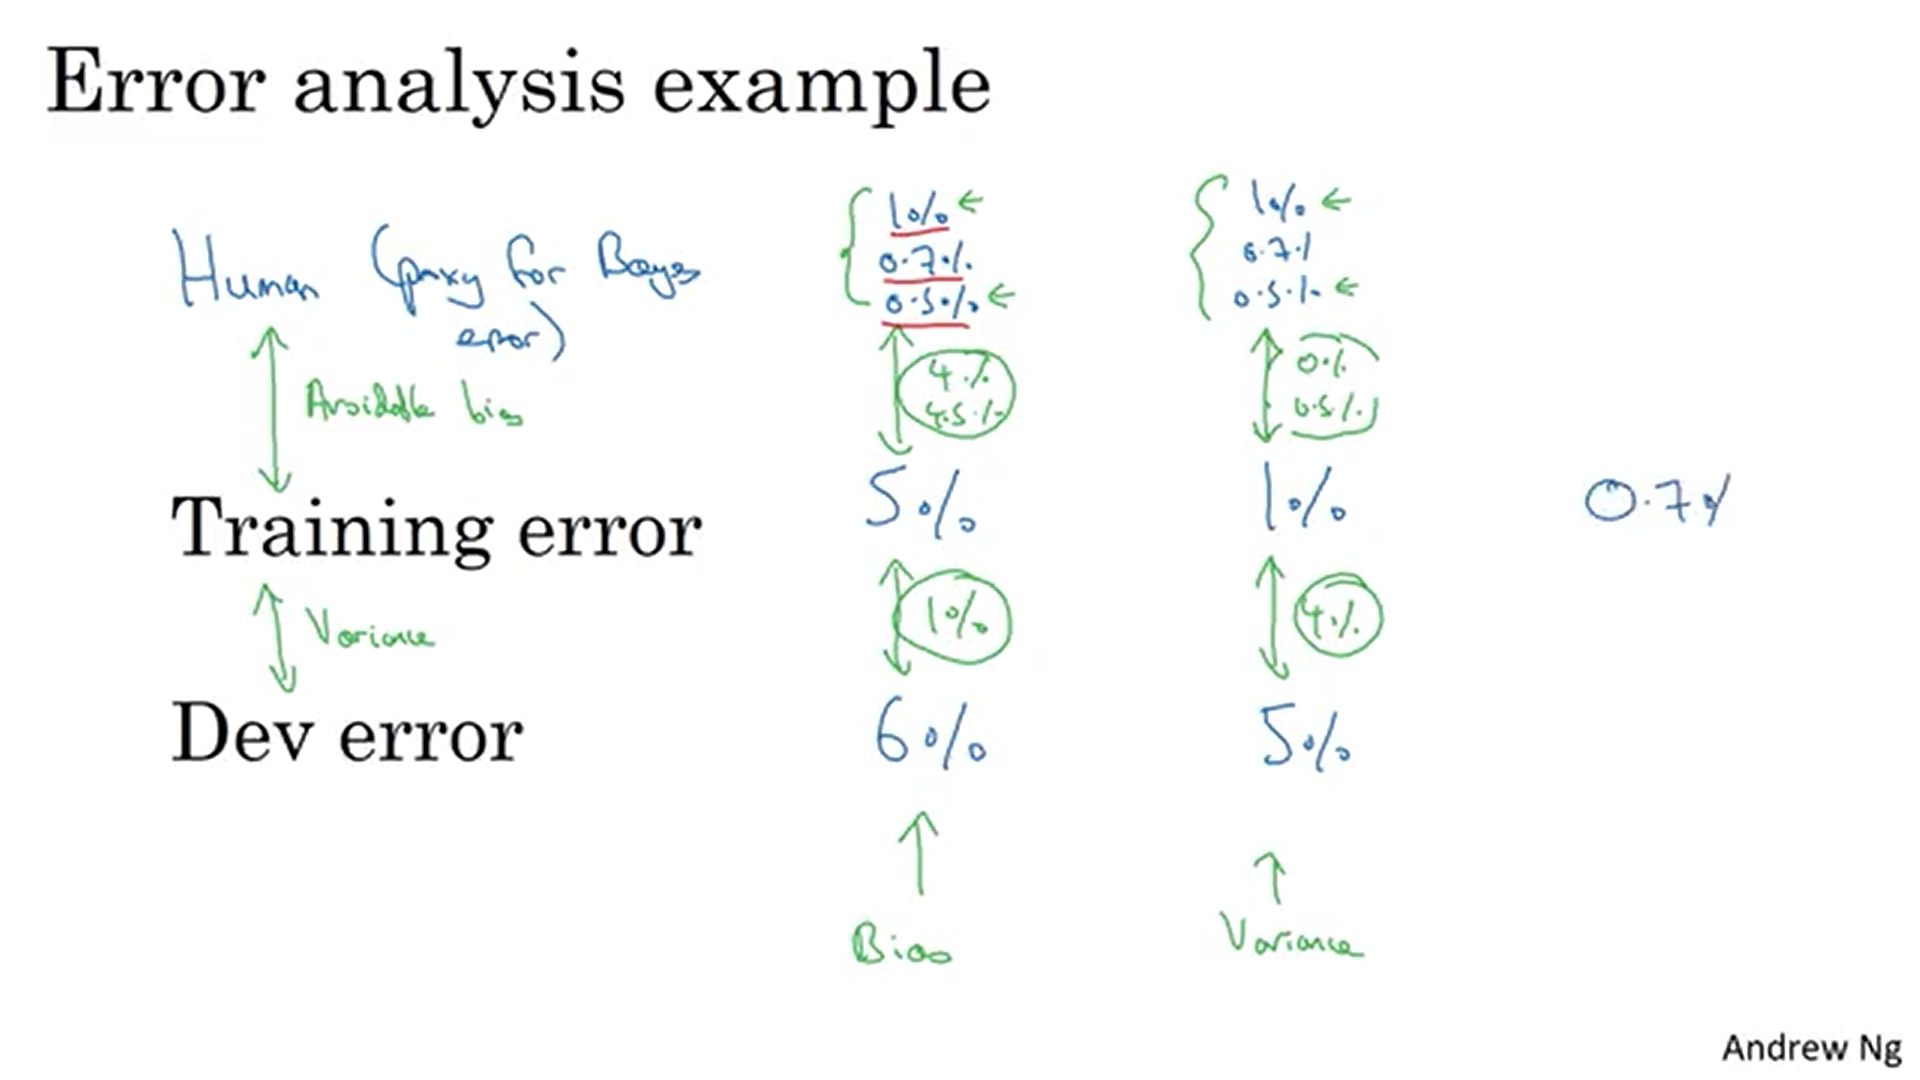 Error analysis example
1% 1%
Human (proxy for Bayes 0.7% 0.7%
error) 0.5% 0.5%
4% 0%
Avoidable bias 4.5% 0.5%
Training error 5% 1% 0.7%
Variance 1% 4%
Dev error 6% 5%
Bias Variance
Andrew Ng